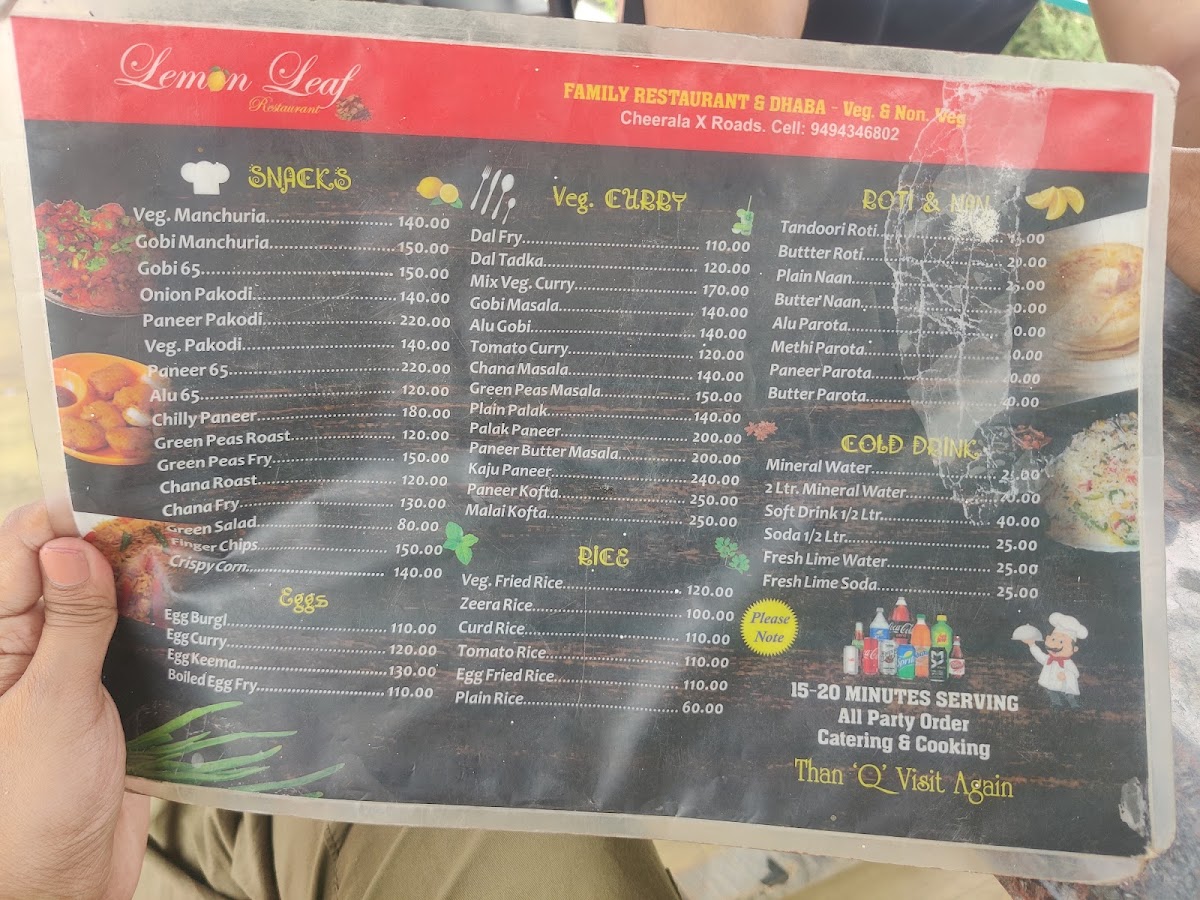 Lemon Leaf
Restaurant
FAMILY RESTAURANT & DHABA - Veg. & Non. Veg
Cheerala X Roads. Cell: 9494346802
SNACKS
Veg. Manchuria 140.00
Gobi Manchuria 150.00
Gobi 65 150.00
Onion Pakodi 140.00
Paneer Pakodi 220.00
Veg. Pakodi 140.00
Paneer 65 220.00
Alu 65 120.00
Chilly Paneer 180.00
Green Peas Roast 120.00
Green Peas Fry 150.00
Chana Roast 120.00
Chana Fry 130.00
Green Salad 80.00
Finger Chips 150.00
Crispy Corn 140.00
Eggs
Egg Burgl 110.00
Egg Curry 120.00
Egg Keema 130.00
Boiled Egg Fry 110.00
Veg. CURRY
Dal Fry 110.00
Dal Tadka 120.00
Mix Veg. Curry 170.00
Gobi Masala 140.00
Alu Gobi 140.00
Tomato Curry 120.00
Chana Masala 140.00
Green Peas Masala 150.00
Plain Palak 140.00
Palak Paneer 200.00
Paneer Butter Masala 200.00
Kaju Paneer 240.00
Paneer Kofta 250.00
Malai Kofta 250.00
RICE
Veg. Fried Rice 120.00
Zeera Rice 100.00
Curd Rice 110.00
Tomato Rice 110.00
Egg Fried Rice 110.00
Plain Rice 60.00
ROTI & NAN
Tandoori Roti
Buttter Roti 20.00
Plain Naan
Butter Naan
Alu Parota
Methi Parota
Paneer Parota
Butter Parota
COLD DRINK
Mineral Water
2 Ltr. Mineral Water
Soft Drink 1/2 Ltr. 40.00
Soda 1/2 Ltr. 25.00
Fresh Lime Water 25.00
Fresh Lime Soda 25.00
Please
Note
15-20 MINUTES SERVING
All Party Order
Catering & Cooking
Than 'Q' Visit Again